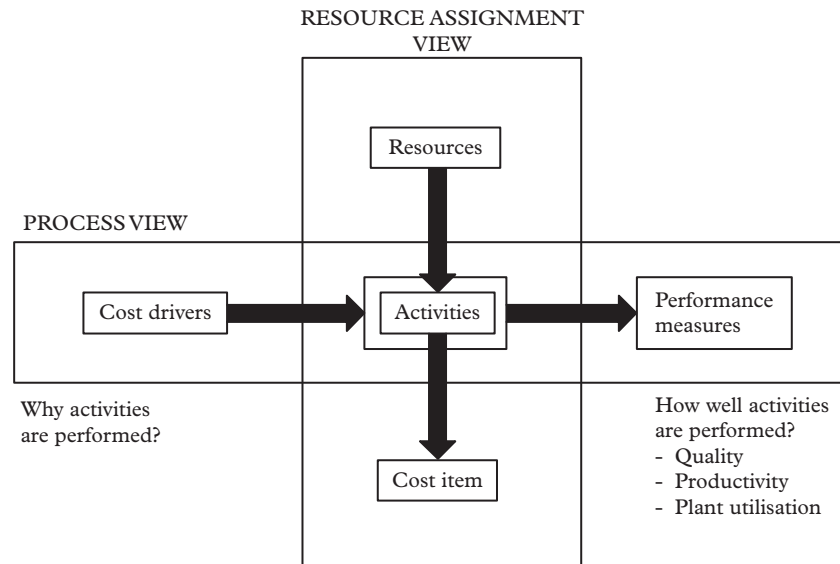 RESOURCE ASSIGNMENT
VIEW
Resources
PROCESS VIEW
Cost drivers
Activities
Performance
measures
Why activities
are performed?
How well activities
are performed?
- Quality
- Productivity
- Plant utilisation
Cost item